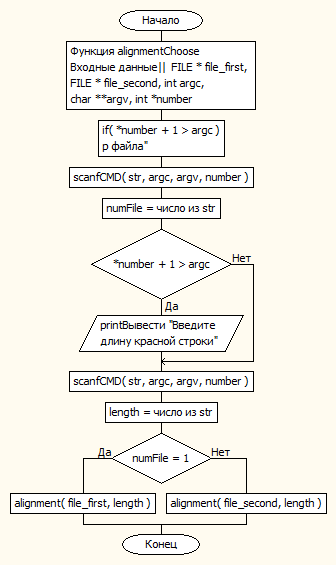 Начало
Функция alignmentChoose
Входные данные|| FILE * file_first,
FILE * file_second, int argc,
char **argv, int *number
if( *number + 1 > argc )
р файла"
scanfCMD( str, argc, argv, number )
numFile = число из str
*number + 1 > argc
Нет
Да
printВывести "Введите
длину красной строки"
scanfCMD( str, argc, argv, number )
length = число из str
Да
numFile = 1
Нет
alignment( file_first, length )
alignment( file_second, length )
Конец